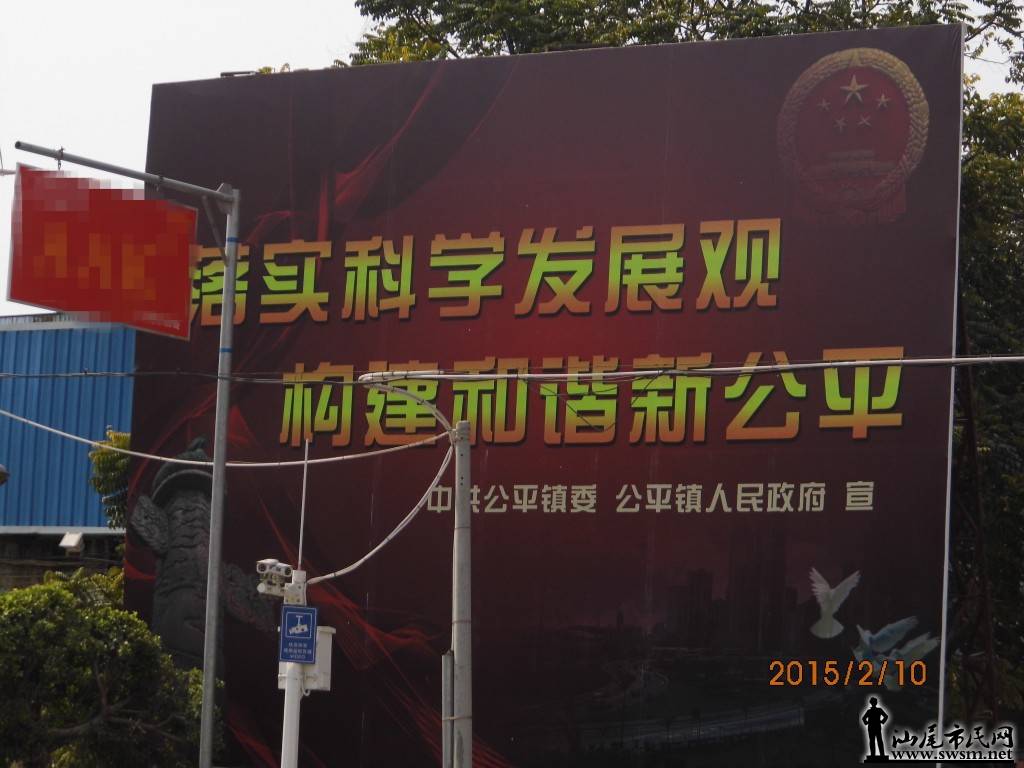 落实科学发展观
构建和谐新公平
中共公平镇委 公平镇人民政府 宣
2015/2/10
汕尾市民网
www.swsm.net